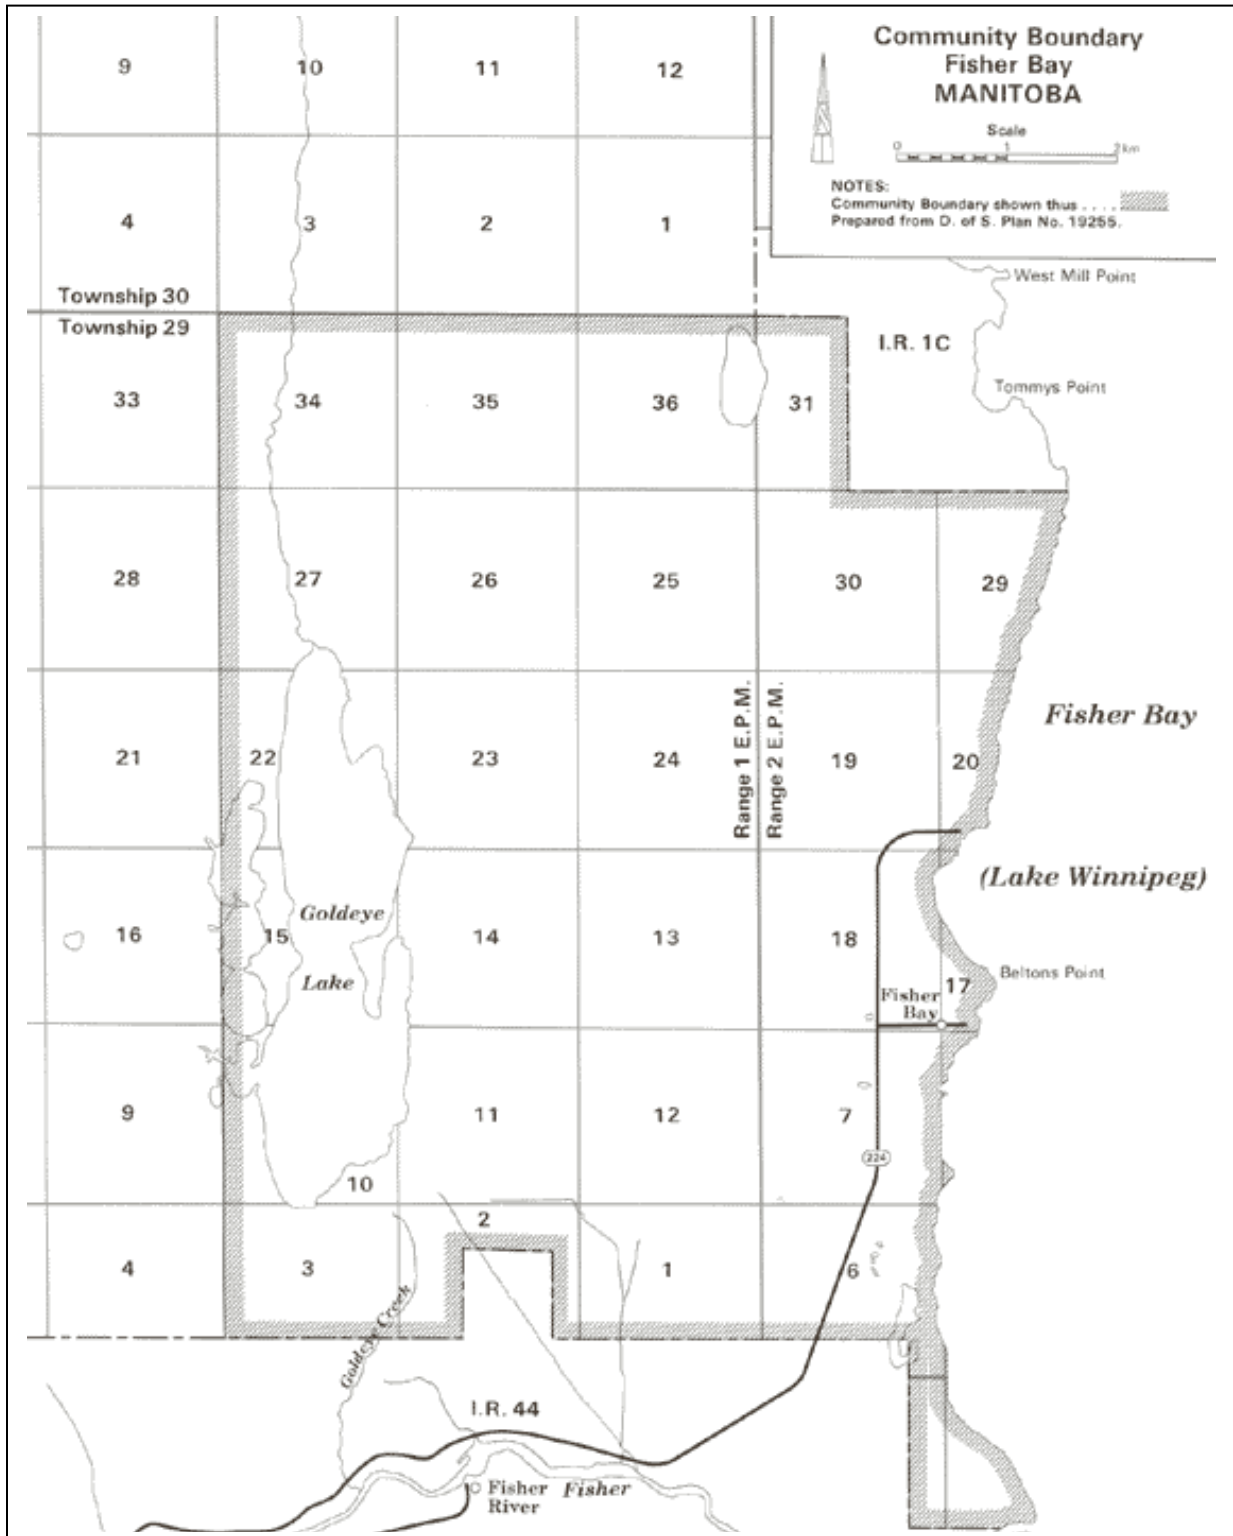 Community Boundary
Fisher Bay
MANITOBA
Scale
0 1 2 km
NOTES:
Community Boundary shown thus . . . .
Prepared from D. of S. Plan No. 19255.
9 10 11 12
4 3 2 1
Township 30
Township 29
West Mill Point
I.R. 1C
Tommys Point
33 34 35 36 31
28 27 26 25 30 29
Range 1 E.P.M.
Range 2 E.P.M.
Fisher Bay
21 22 23 24 19 20
(Lake Winnipeg)
Goldeye
Lake
16 15 14 13 18
Beltons Point
17
Fisher
Bay
9 11 12 7
224
10
2
4 3 1 6
Goldeye Creek
I.R. 44
Fisher
River
Fisher